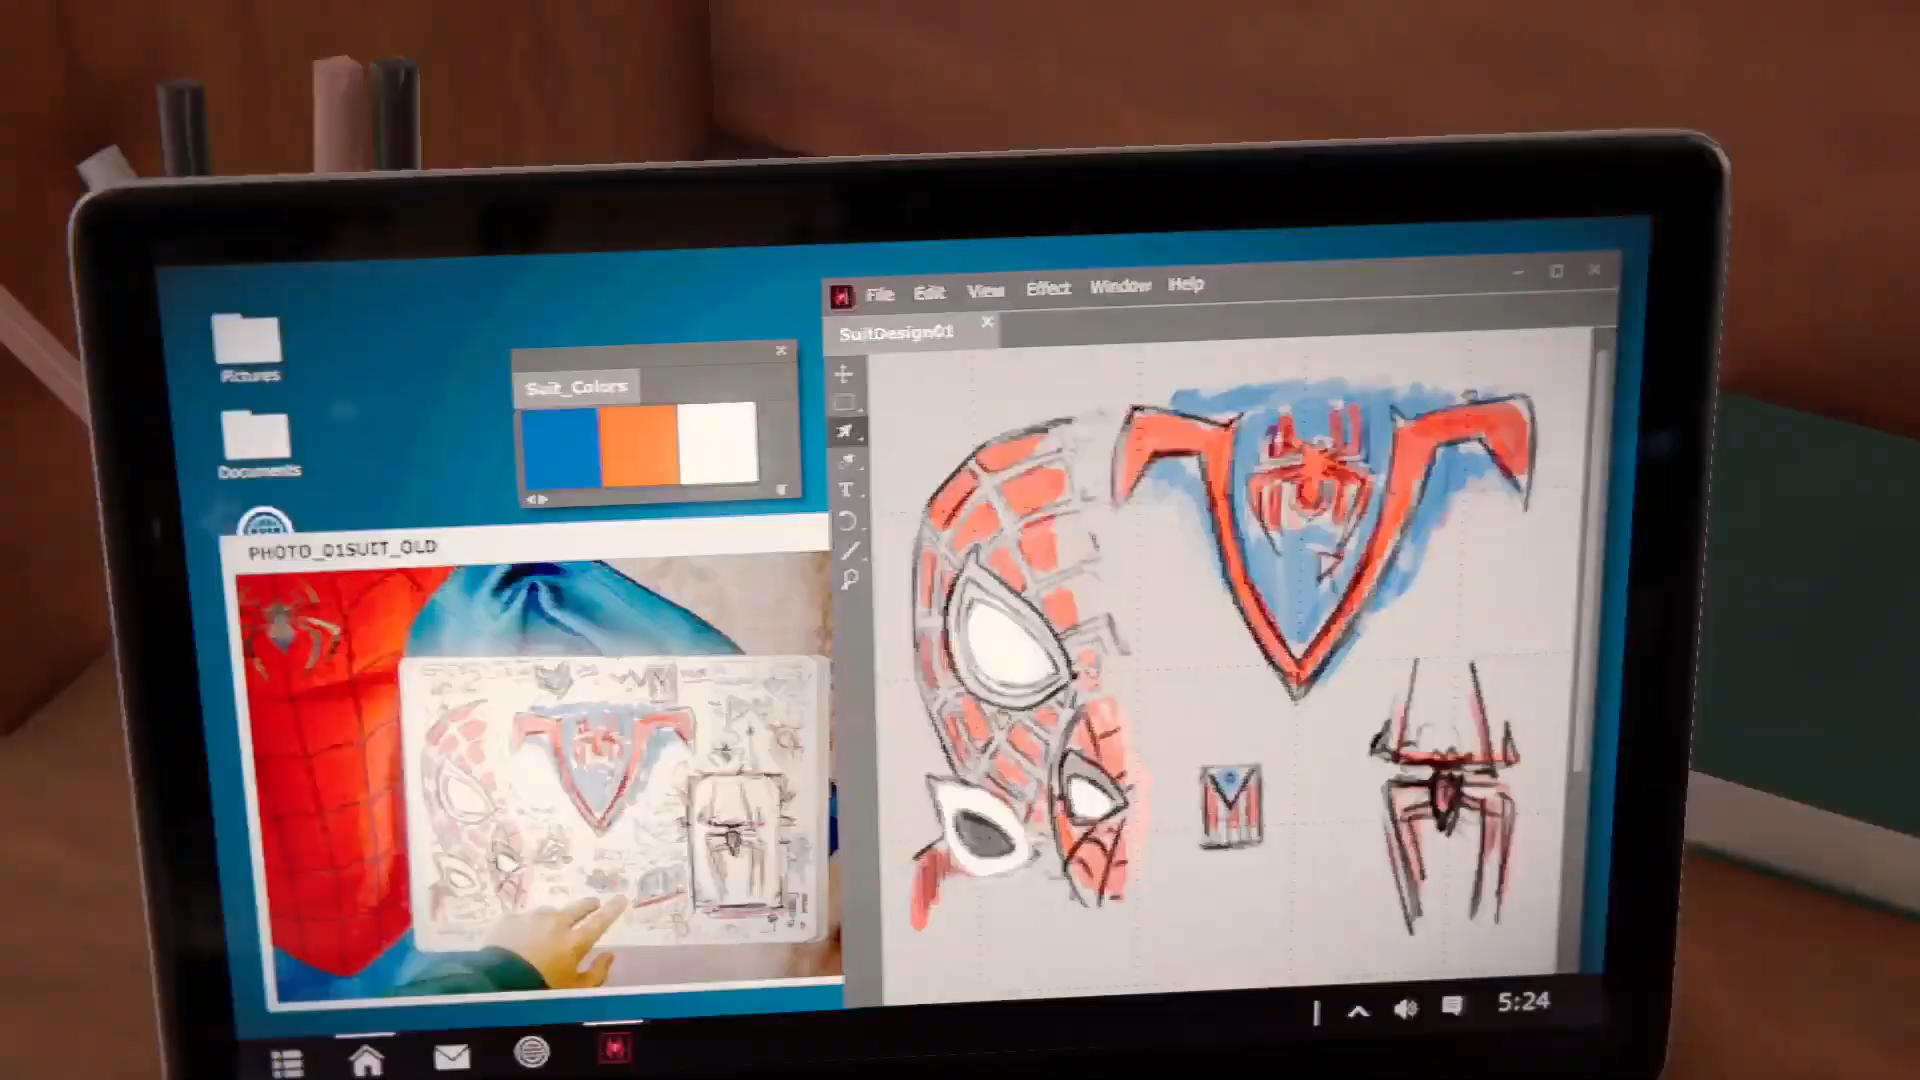 File Edit View Effect Window Help
SuitDesign01
Pictures
Suit_Colors
Documents
PHOTO_01SUIT_OLD
T
5:24